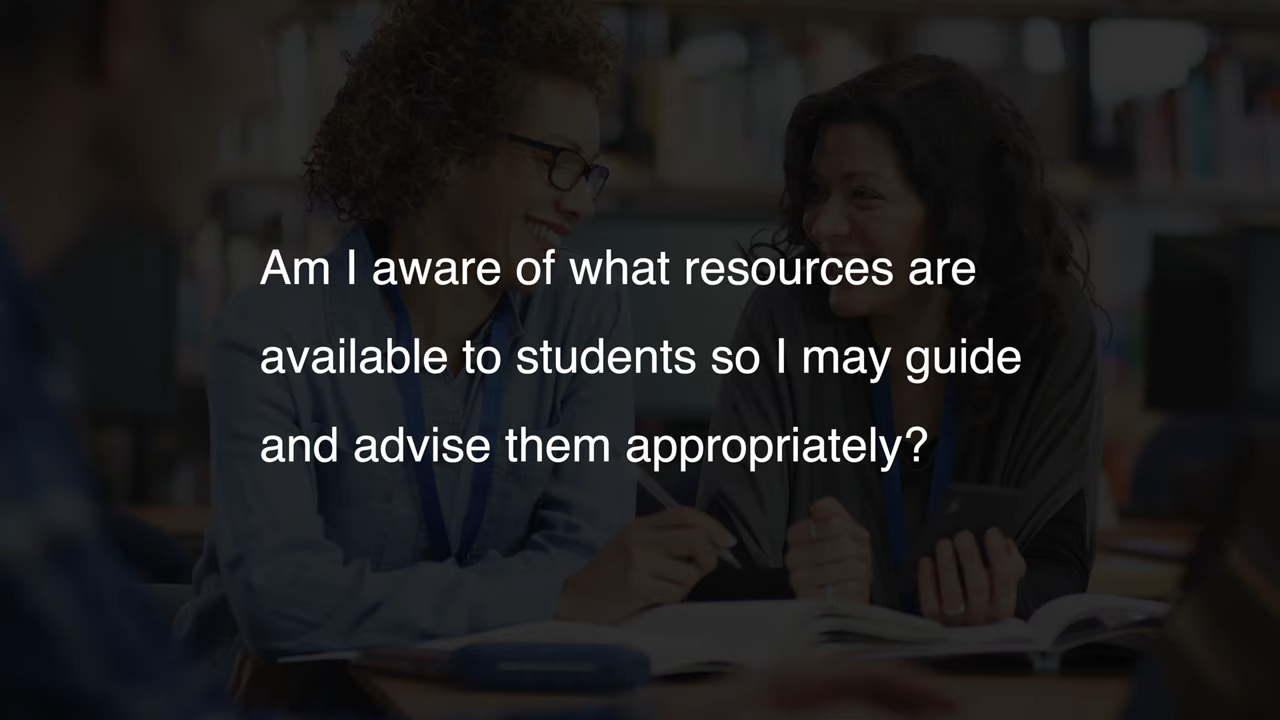 Am I aware of what resources are
available to students so I may guide
and advise them appropriately?